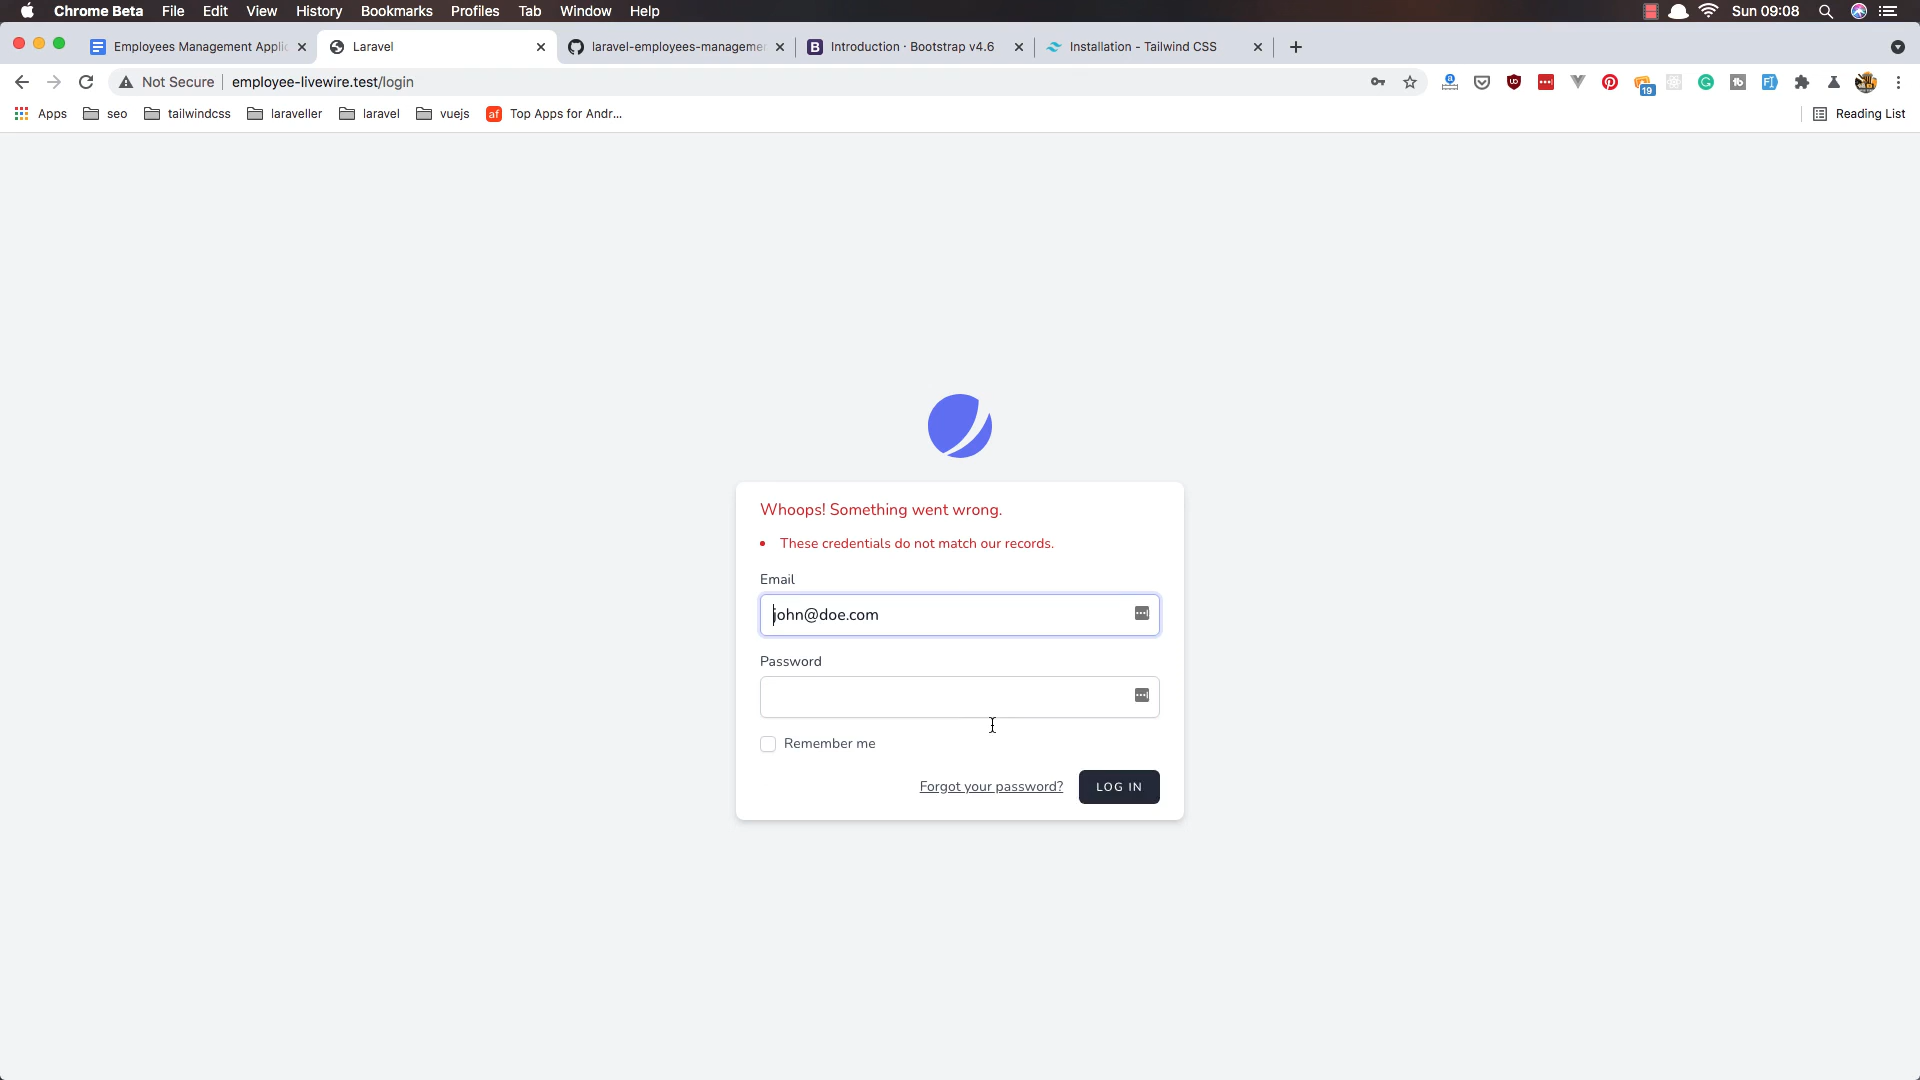 Chrome Beta File Edit View History Bookmarks Profiles Tab Window Help Sun 09:08
Employees Management Applic Laravel laravel-employees-managemen Introduction · Bootstrap v4.6 Installation - Tailwind CSS
Not Secure employee-livewire.test/login 19
Apps seo tailwindcss laraveller laravel vuejs af Top Apps for Andr... Reading List
Whoops! Something went wrong.
These credentials do not match our records.
Email
john@doe.com
Password
Remember me
Forgot your password? LOG IN